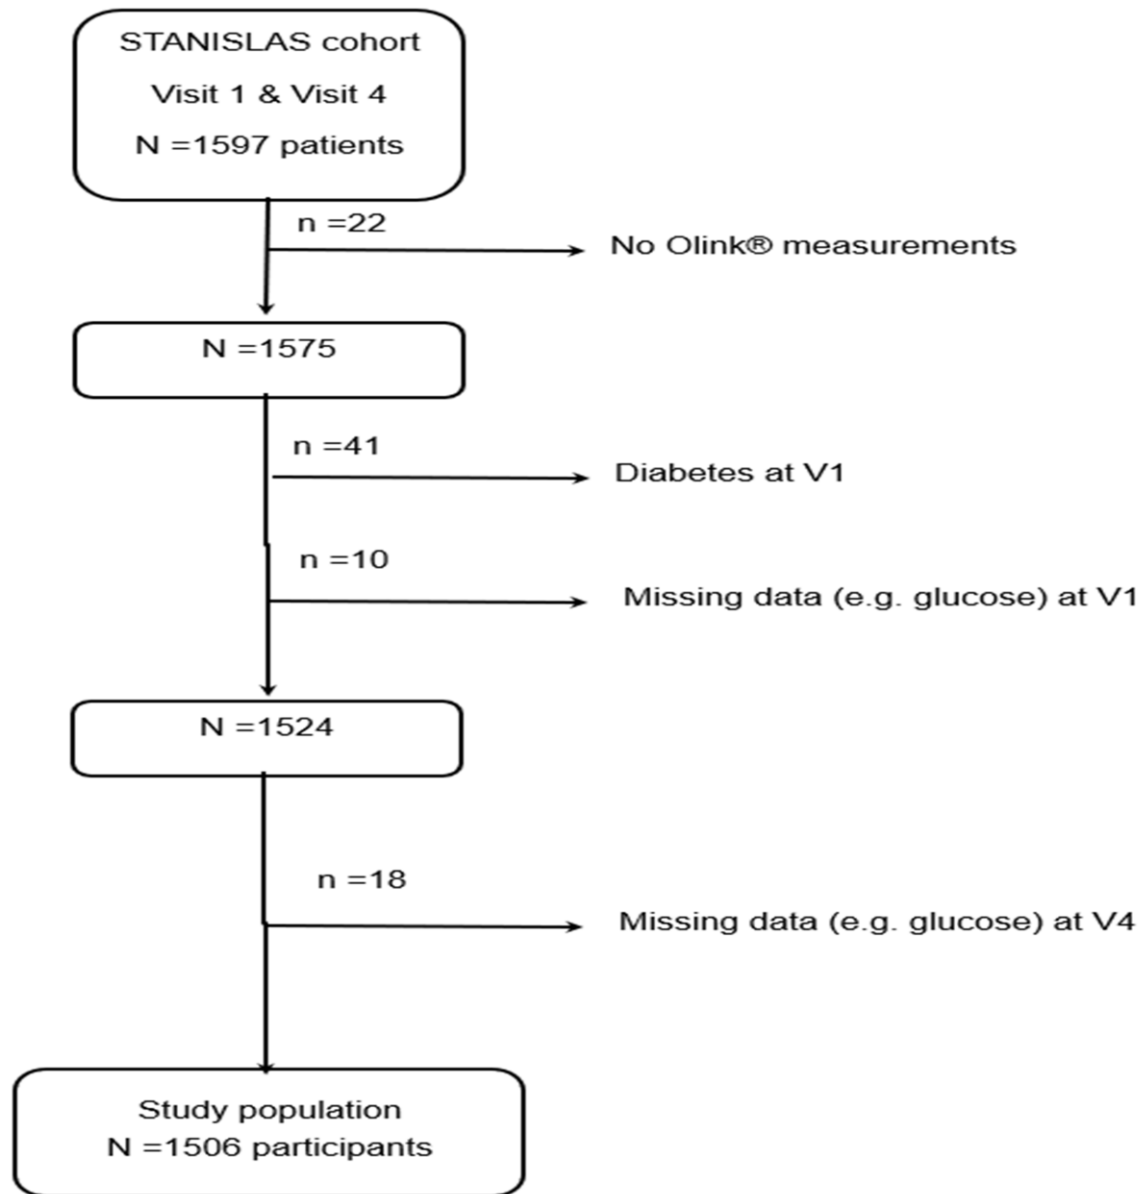 STANISLAS cohort
Visit 1 & Visit 4
N =1597 patients
n =22
No Olink® measurements
N =1575
n =41
Diabetes at V1
n =10
Missing data (e.g. glucose) at V1
N =1524
n =18
Missing data (e.g. glucose) at V4
Study population
N =1506 participants